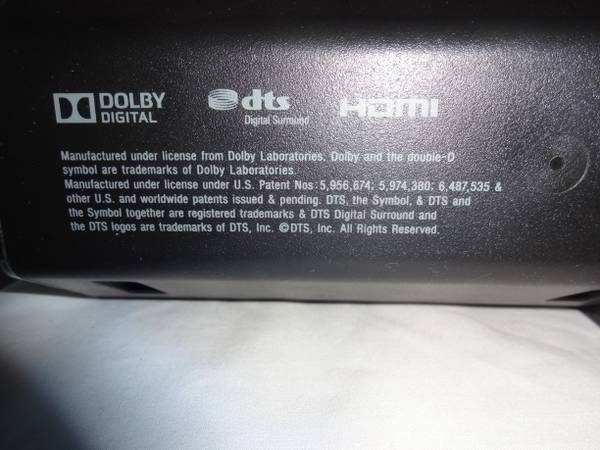 DOLBY
DIGITAL
dts
Digital Surround
HDMI
Manufactured under license from Dolby Laboratories. Dolby and the double-D
symbol are trademarks of Dolby Laboratories.
Manufactured under license under U.S. Patent Nos: 5,956,674; 5,974,380; 6,487,535 &
other U.S. and worldwide patents issued & pending. DTS, the Symbol, & DTS and
the Symbol together are registered trademarks & DTS Digital Surround and
the DTS logos are trademarks of DTS, Inc. ©DTS, Inc. All Rights Reserved.